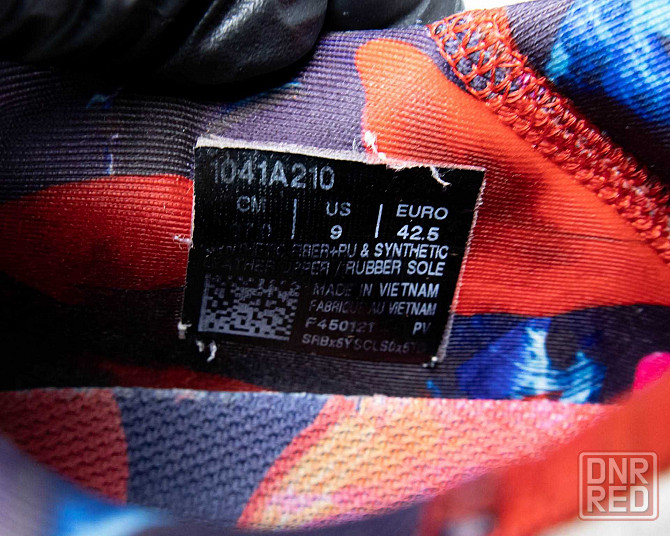 1041A210
CM US EURO
9 42.5
FIBER+PU & SYNTHETIC
UPPER / RUBBER SOLE
MADE IN VIETNAM
FABRIQUE AU VIETNAM
PV
DNR
RED